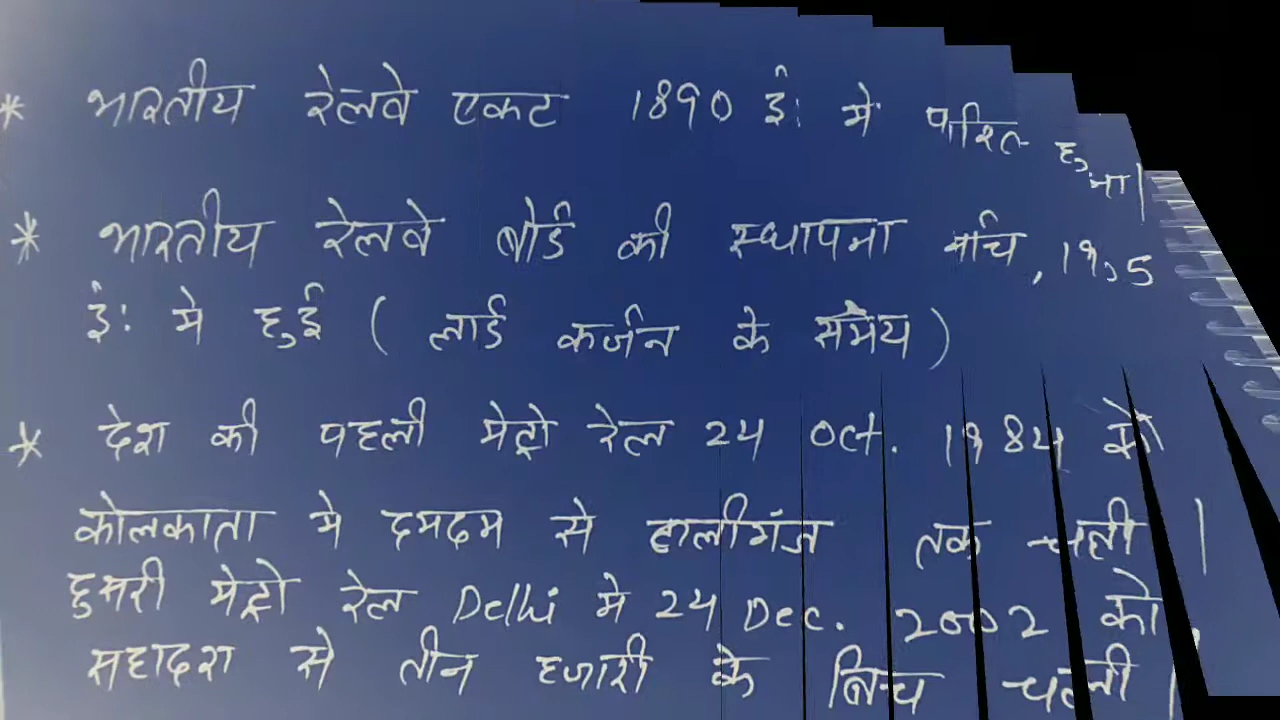 * भारतीय रेलवे एकट 1890 ई: मे पारित हुआ|
* भारतीय रेलवे बोर्ड की स्थापना मार्च, 1905
ई: मे हुई ( लार्ड कर्जन के समय )
* देश की पहली मेट्रो रेल 24 Oct. 1984 को
कोलकाता मे दमदम से टालीगंज तक चली |
दुसरी मेट्रो रेल Delhi मे 24 Dec. 2002 को
सहादरा से तीन हजारी के बिच चली |